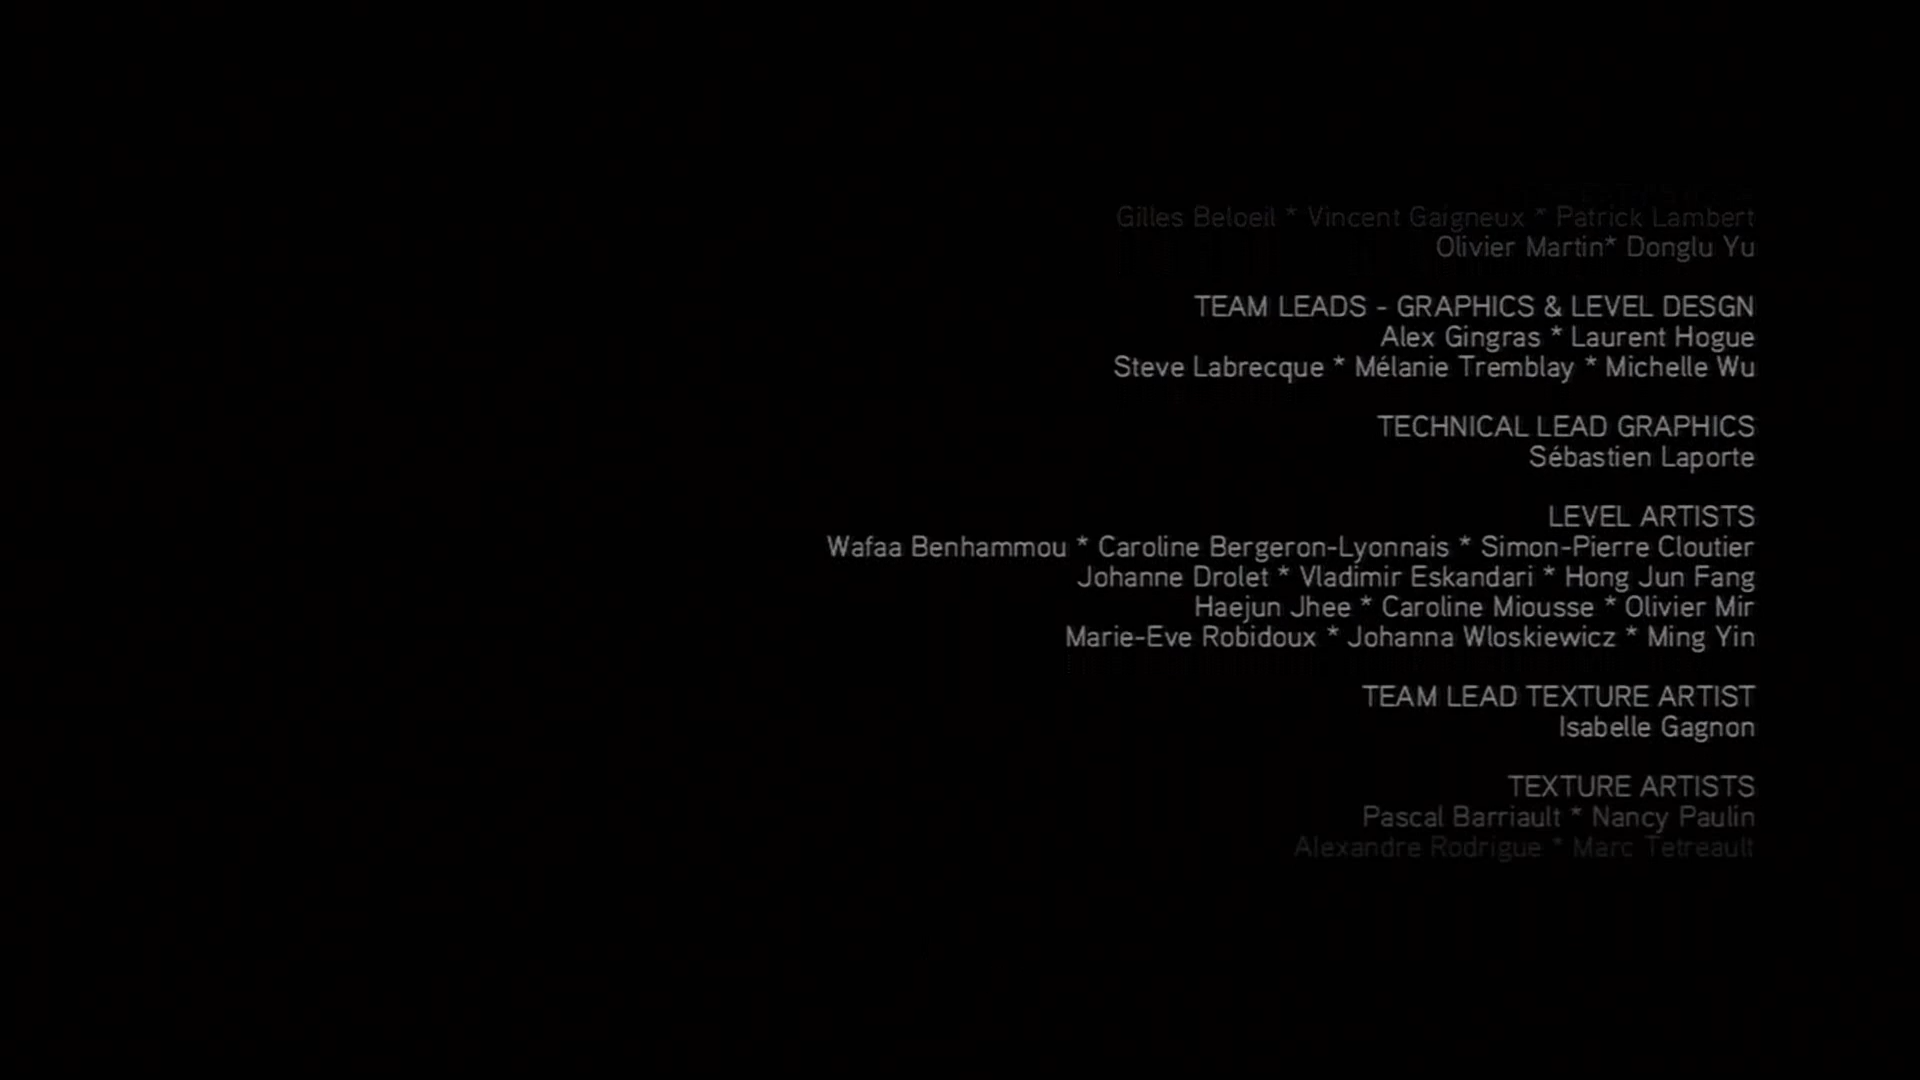 Gilles Beloeil * Vincent Gaigneux * Patrick Lambert
Olivier Martin* Donglu Yu
TEAM LEADS - GRAPHICS & LEVEL DESGN
Alex Gingras * Laurent Hogue
Steve Labrecque * Mélanie Tremblay * Michelle Wu
TECHNICAL LEAD GRAPHICS
Sébastien Laporte
LEVEL ARTISTS
Wafaa Benhammou * Caroline Bergeron-Lyonnais * Simon-Pierre Cloutier
Johanne Drolet * Vladimir Eskandari * Hong Jun Fang
Haejun Jhee * Caroline Miousse * Olivier Mir
Marie-Eve Robidoux * Johanna Wloskiewicz * Ming Yin
TEAM LEAD TEXTURE ARTIST
Isabelle Gagnon
TEXTURE ARTISTS
Pascal Barriault * Nancy Paulin
Alexandre Rodrigue * Marc Tetreault